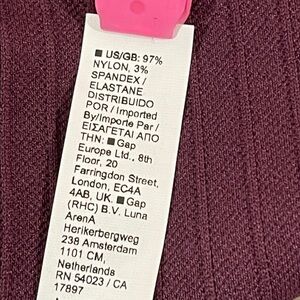 ■ US/GB: 97%
NYLON, 3%
SPANDEX /
ELASTANE
DISTRIBUIDO
POR / Imported
By/Importe Par /
ΕΙΣΑΓΕΤΑΙ ΑΠΟ
ΤΗΝ: ■ Gap
Europe Ltd., 8th
Floor, 20
Farringdon Street,
London, EC4A
4AB, UK. ■ Gap
(RHC) B.V. Luna
ArenA
Herikerbergweg
238 Amsterdam
1101 CM,
Netherlands
RN 54023 / CA
17897